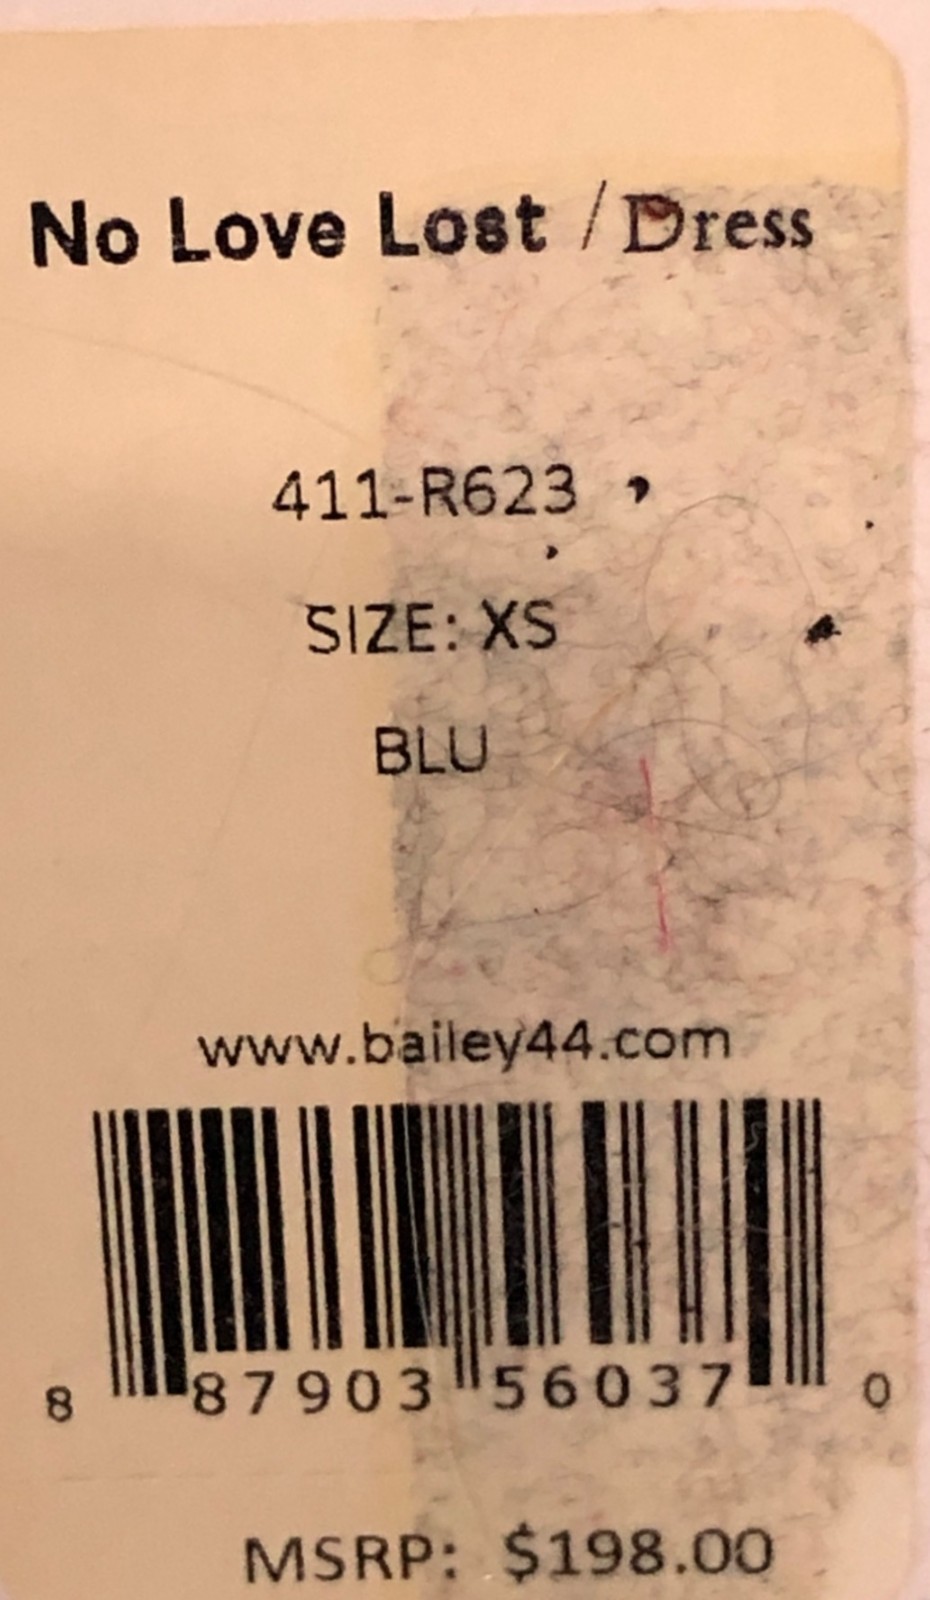 No Love Lost / Dress
411-R623
SIZE: XS
BLU
www.bailey44.com
8 87903 56037 0
MSRP: $198.00